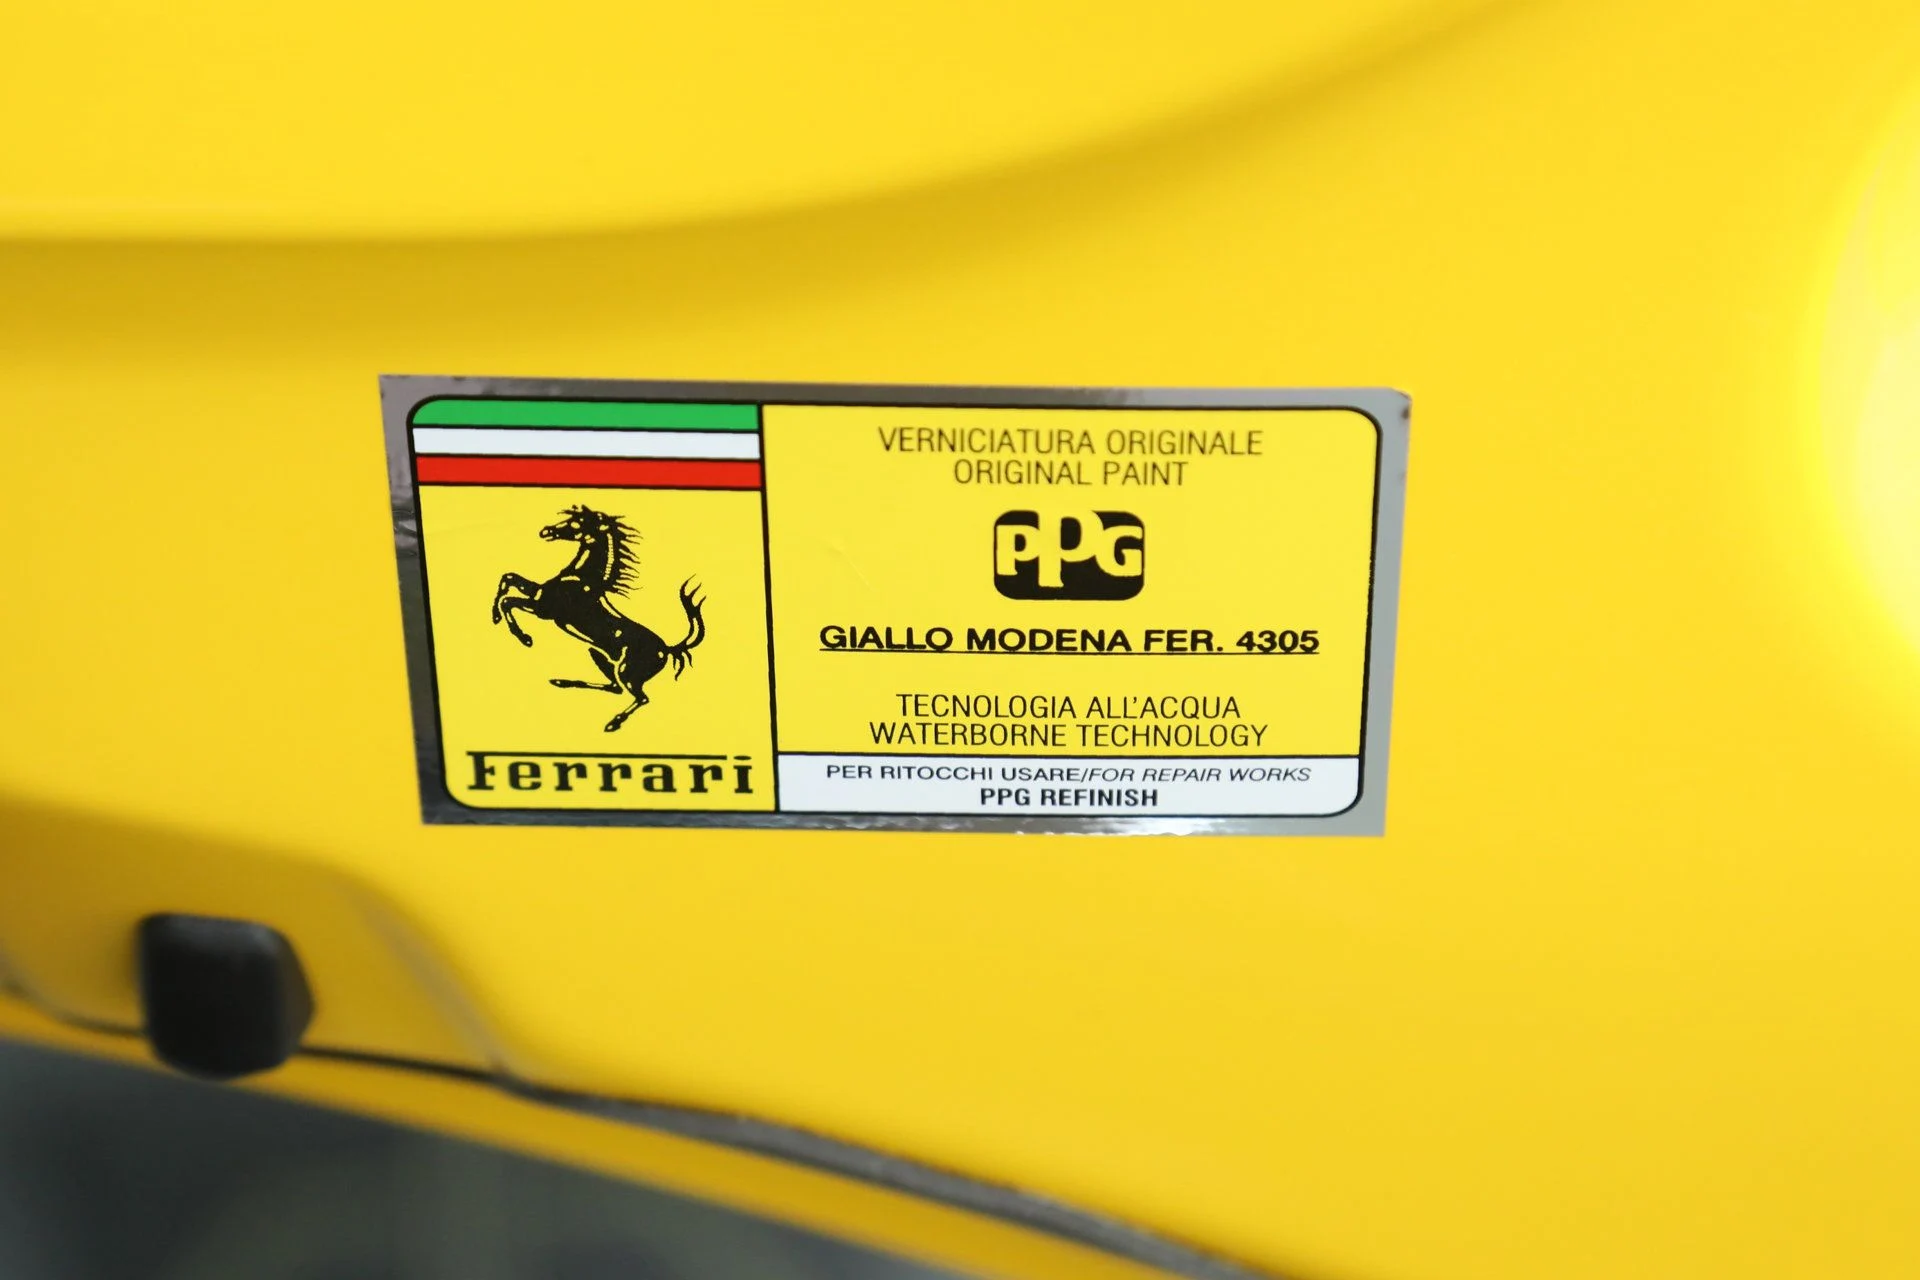 Ferrari
VERNICIATURA ORIGINALE
ORIGINAL PAINT
PPG
GIALLO MODENA FER. 4305
TECNOLOGIA ALL'ACQUA
WATERBORNE TECHNOLOGY
PER RITOCCHI USARE/FOR REPAIR WORKS
PPG REFINISH